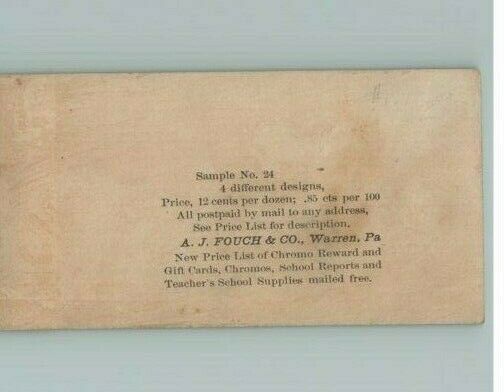 Sample No. 24
4 different designs,
Price, 12 cents per dozen; .85 cts per 100
All postpaid by mail to any address,
See Price List for description.
A. J. FOUCH & CO., Warren, Pa
New Price List of Chromo Reward and
Gift Cards, Chromos, School Reports and
Teacher's School Supplies mailed free.